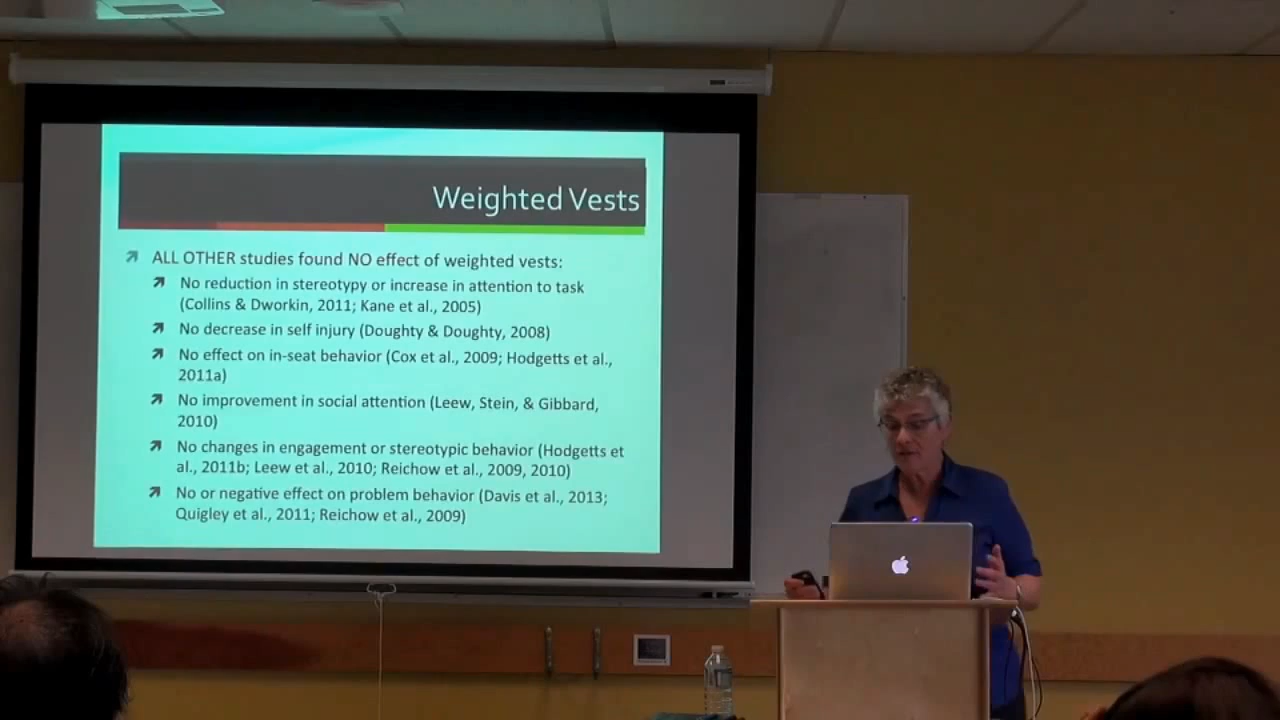 Weighted Vests
ALL OTHER studies found NO effect of weighted vests:
No reduction in stereotypy or increase in attention to task
(Collins & Dworkin, 2011; Kane et al., 2005)
No decrease in self injury (Doughty & Doughty, 2008)
No effect on in-seat behavior (Cox et al., 2009; Hodgetts et al.,
2011a)
No improvement in social attention (Leew, Stein, & Gibbard,
2010)
No changes in engagement or stereotypic behavior (Hodgetts et
al., 2011b; Leew et al., 2010; Reichow et al., 2009, 2010)
No or negative effect on problem behavior (Davis et al., 2013;
Quigley et al., 2011; Reichow et al., 2009)